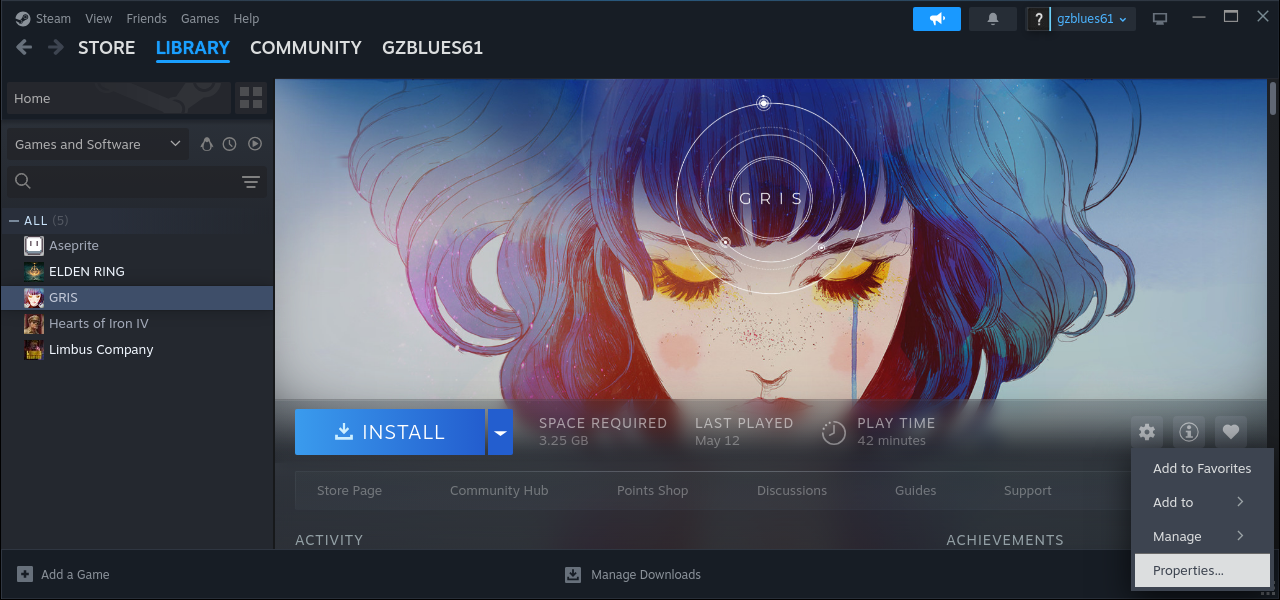 Steam View Friends Games Help
? gzblues61
STORE LIBRARY COMMUNITY GZBLUES61
Home
Games and Software
ALL (5)
Aseprite
ELDEN RING
GRIS
Hearts of Iron IV
Limbus Company
GRIS
INSTALL
SPACE REQUIRED
3.25 GB
LAST PLAYED
May 12
PLAY TIME
42 minutes
Add to Favorites
Add to
Manage
Properties...
Store Page Community Hub Points Shop Discussions Guides Support
ACTIVITY
ACHIEVEMENTS
Add a Game
Manage Downloads